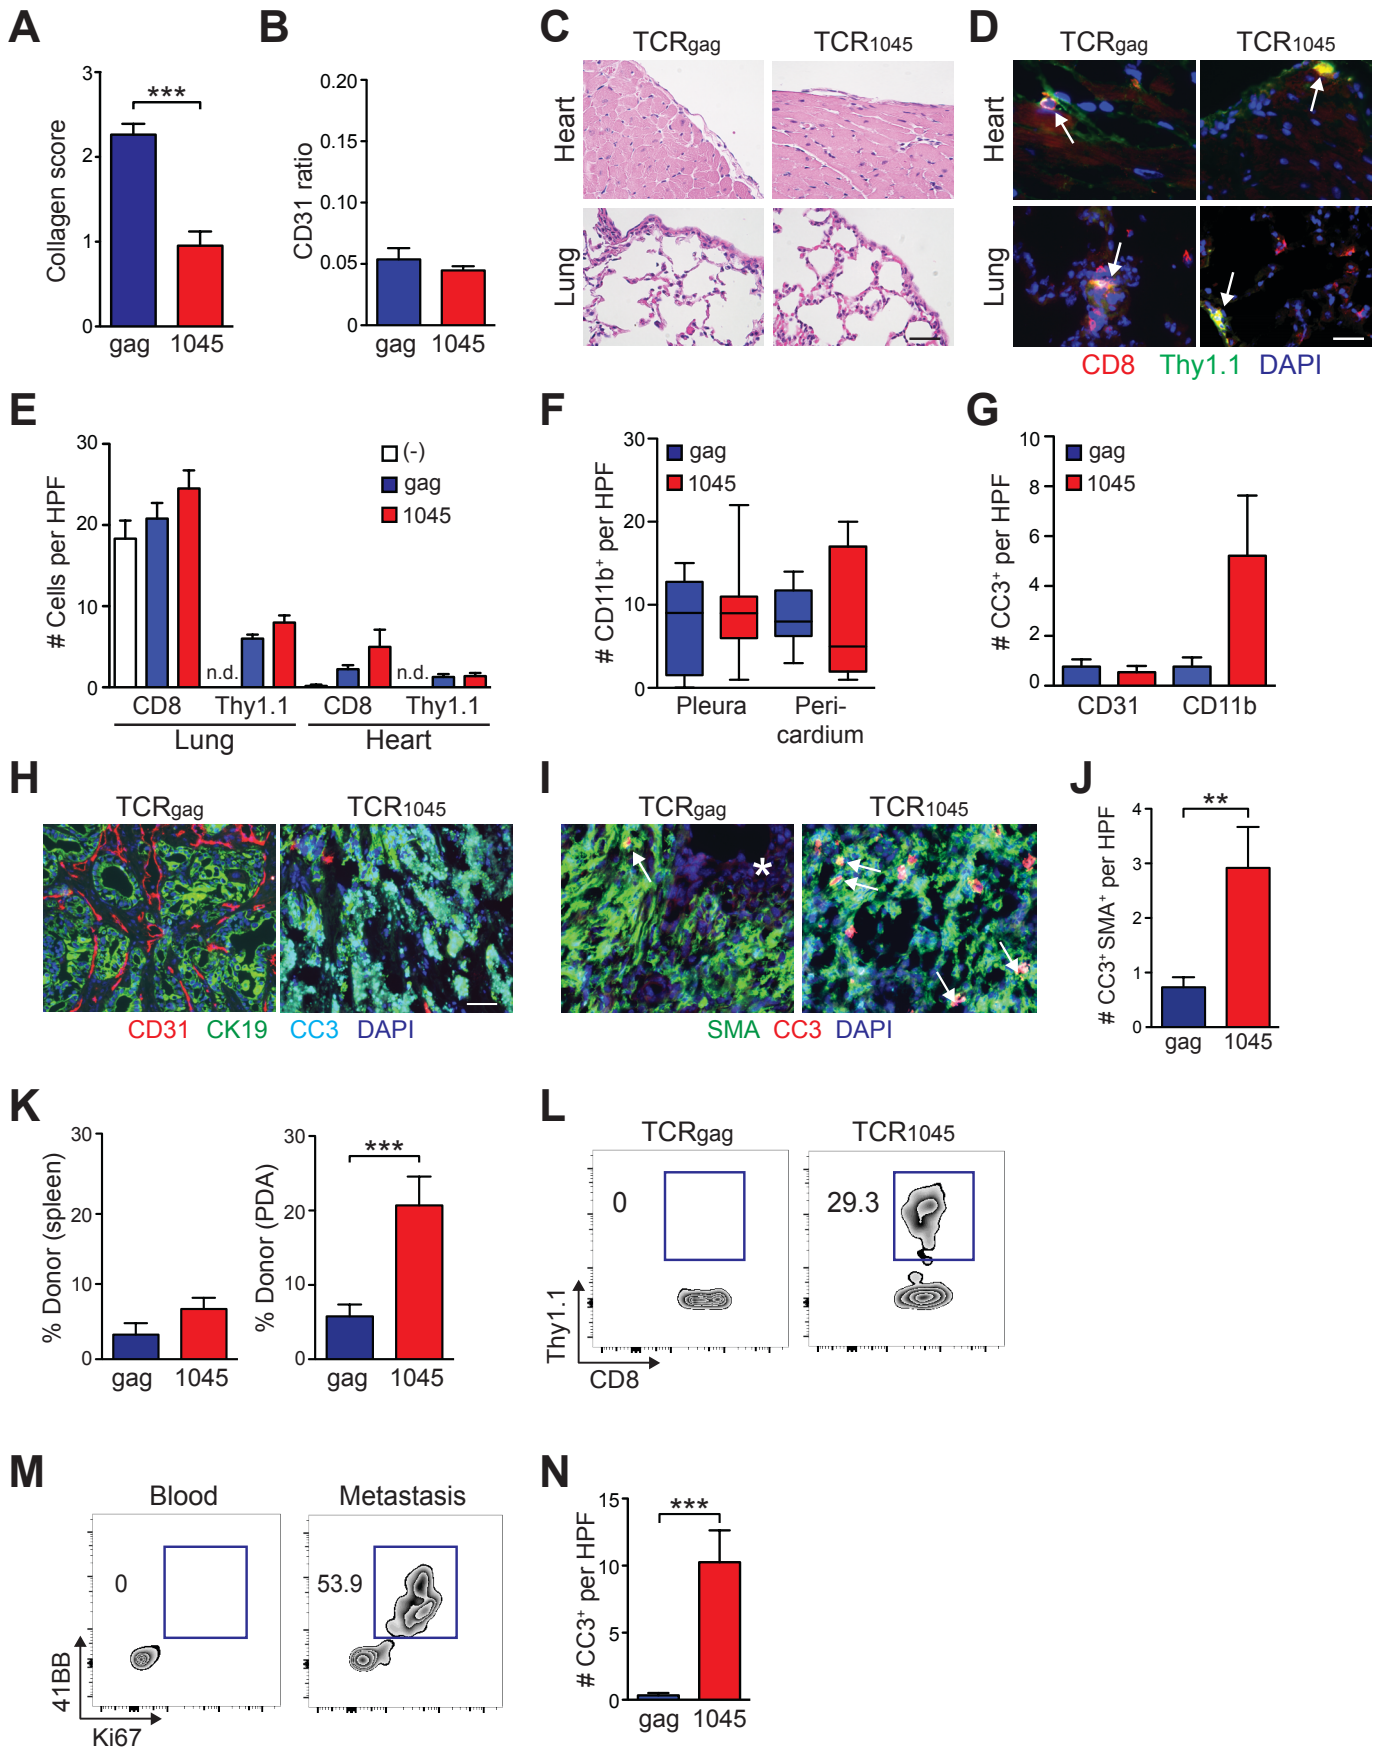 A
Collagen score
3
2
1
0
***
gag 1045
B
CD31 ratio
0.20
0.15
0.10
0.05
0
gag 1045
C
TCRgag TCR1045
Heart
Lung
D
TCRgag TCR1045
Heart
Lung
CD8 Thy1.1 DAPI
E
# Cells per HPF
30
20
10
0
(-)
gag
1045
n.d. n.d.
CD8 Thy1.1 CD8 Thy1.1
Lung Heart
F
# CD11b+ per HPF
30
20
10
0
gag
1045
Pleura Peri-
cardium
G
# CC3+ per HPF
10
8
6
4
2
0
gag
1045
CD31 CD11b
H
TCRgag TCR1045
CD31 CK19 CC3 DAPI
I
TCRgag TCR1045
*
SMA CC3 DAPI
J
# CC3+ SMA+ per HPF
4
3
2
1
0
**
gag 1045
K
% Donor (spleen)
30
20
10
0
gag 1045
% Donor (PDA)
30
20
10
0
***
gag 1045
L
TCRgag TCR1045
0
29.3
Thy1.1
CD8
M
Blood Metastasis
0
53.9
41BB
Ki67
N
# CC3+ per HPF
15
10
5
0
***
gag 1045